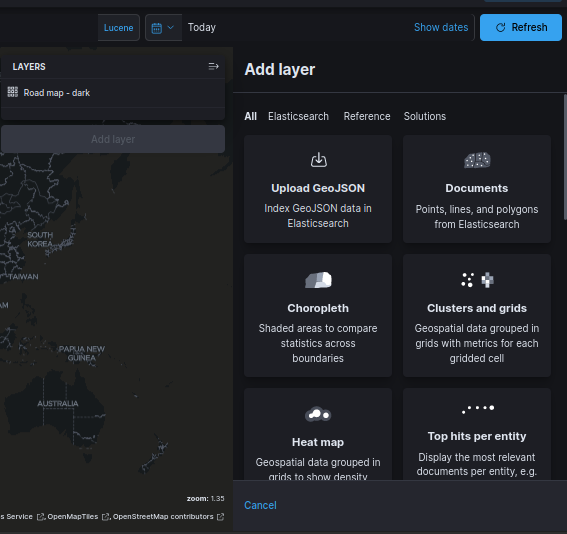 Lucene
Today
Show dates
Refresh
LAYERS
Road map - dark
Add layer
SOUTH
KOREA
TAIWAN
AM
PAPUA NEW
GUINEA
AUSTRALIA
zoom: 1.35
s Service , OpenMapTiles , OpenStreetMap contributors
Add layer
All Elasticsearch Reference Solutions
Upload GeoJSON
Index GeoJSON data in
Elasticsearch
Documents
Points, lines, and polygons
from Elasticsearch
Choropleth
Shaded areas to compare
statistics across
boundaries
Clusters and grids
Geospatial data grouped in
grids with metrics for each
gridded cell
Heat map
Geospatial data grouped in
grids to show density
Top hits per entity
Display the most relevant
documents per entity, e.g.
Cancel